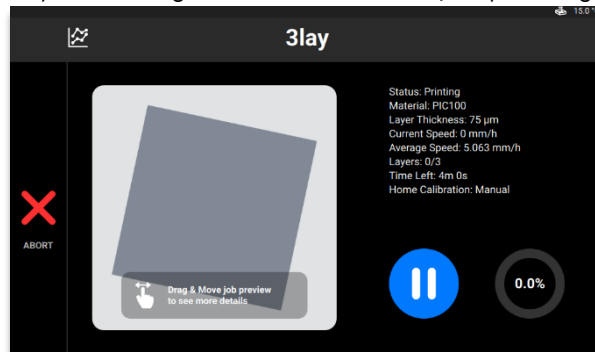 15.0 °
3lay
Status: Printing
Material: PIC100
Layer Thickness: 75 µm
Current Speed: 0 mm/h
Average Speed: 5.063 mm/h
Layers: 0/3
Time Left: 4m 0s
Home Calibration: Manual
ABORT
Drag & Move job preview
to see more details
0.0%